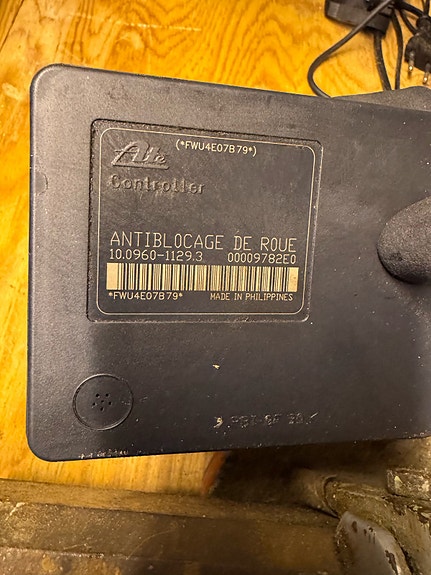 (*FWU4E07B79*)
Ate
Controller
ANTIBLOCAGE DE ROUE
10.0960-1129.3 00009782E0
*FWU4E07B79* MADE IN PHILIPPINES